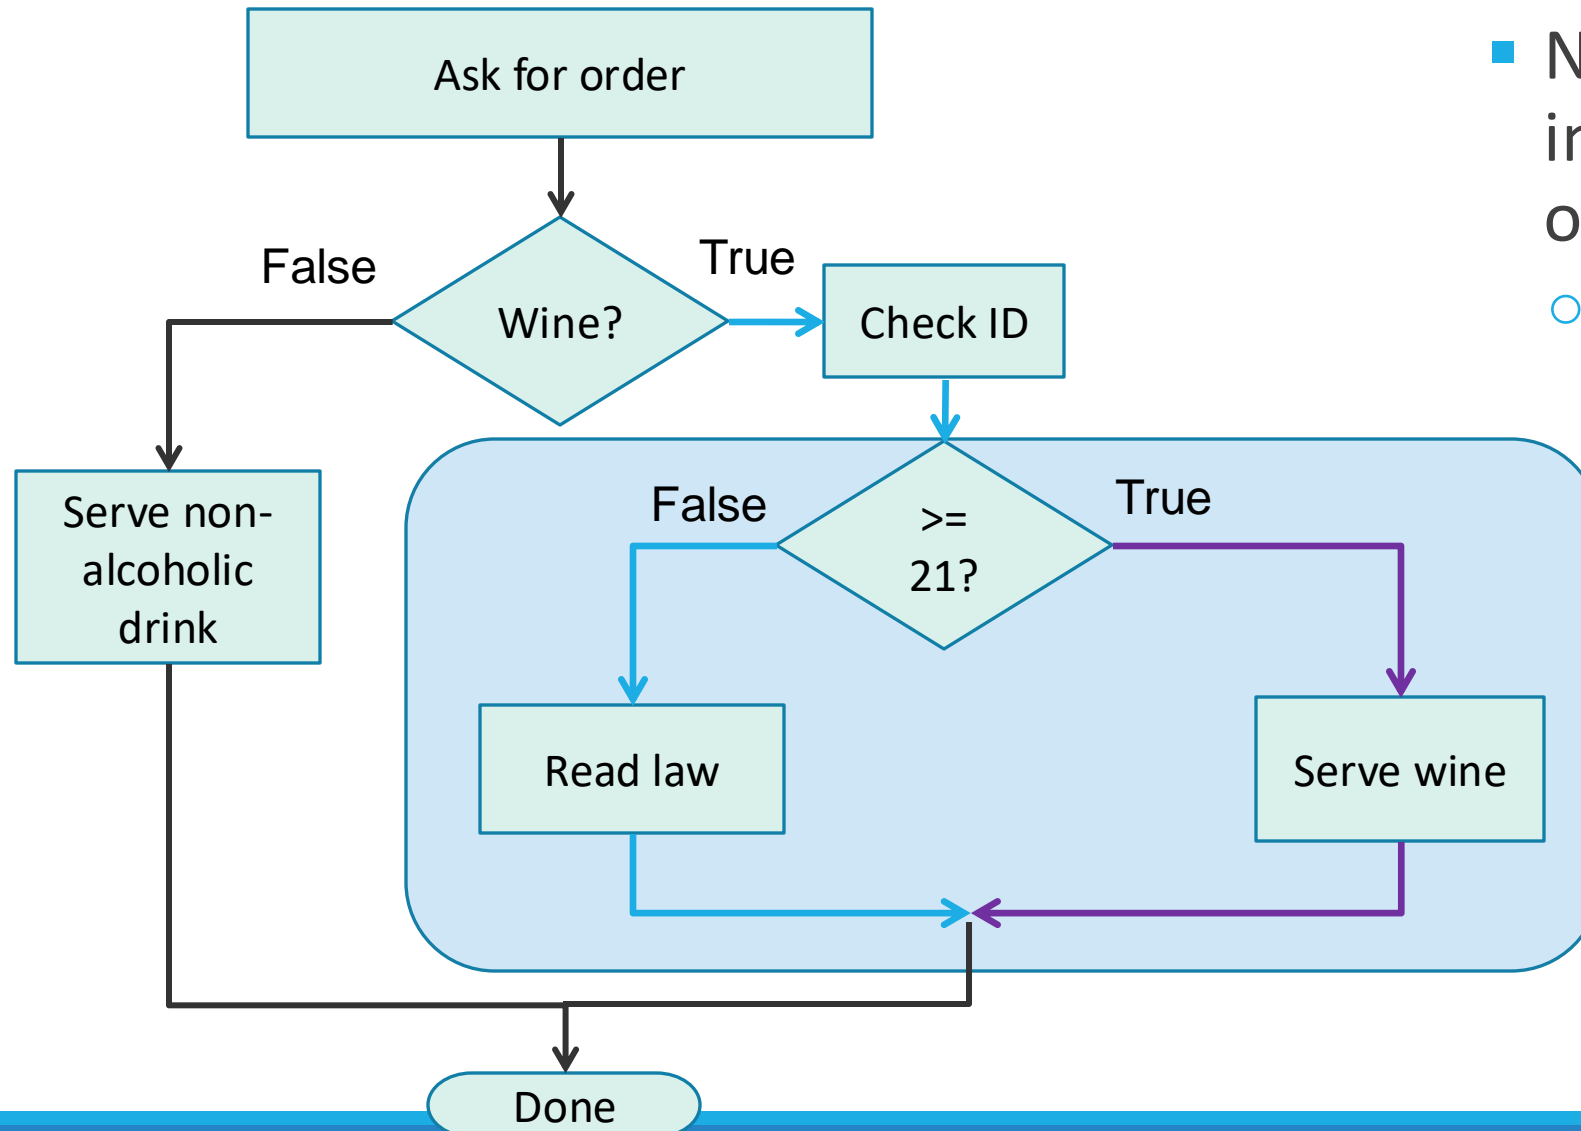 Ask for order
False
True
Wine?
Check ID
False
>=
21?
True
Serve non-
alcoholic
drink
Read law
Serve wine
Done